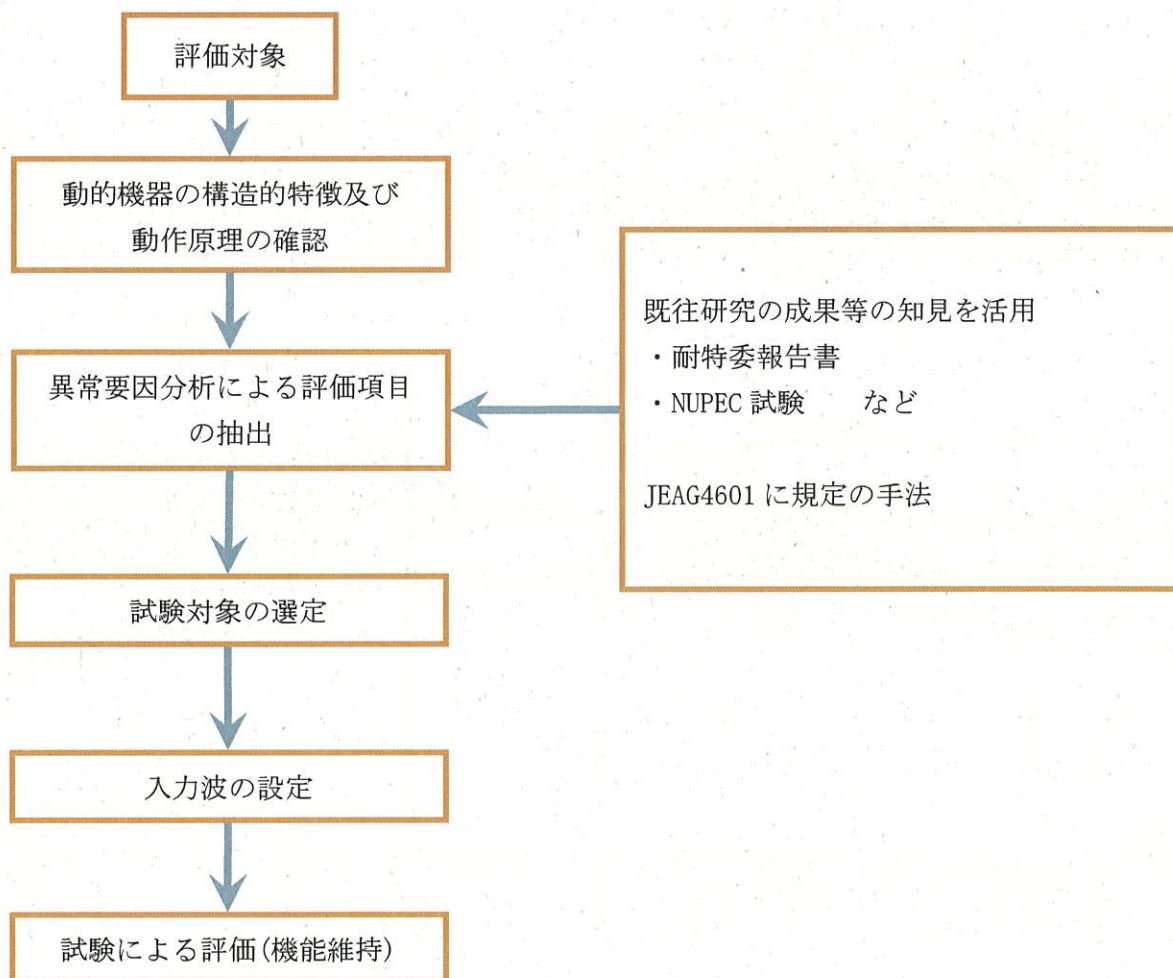 評価対象
動的機器の構造的特徴及び
動作原理の確認
異常要因分析による評価項目
の抽出
既往研究の成果等の知見を活用
・耐特委報告書
・NUPEC 試験　　など
JEAG4601 に規定の手法
試験対象の選定
入力波の設定
試験による評価(機能維持)